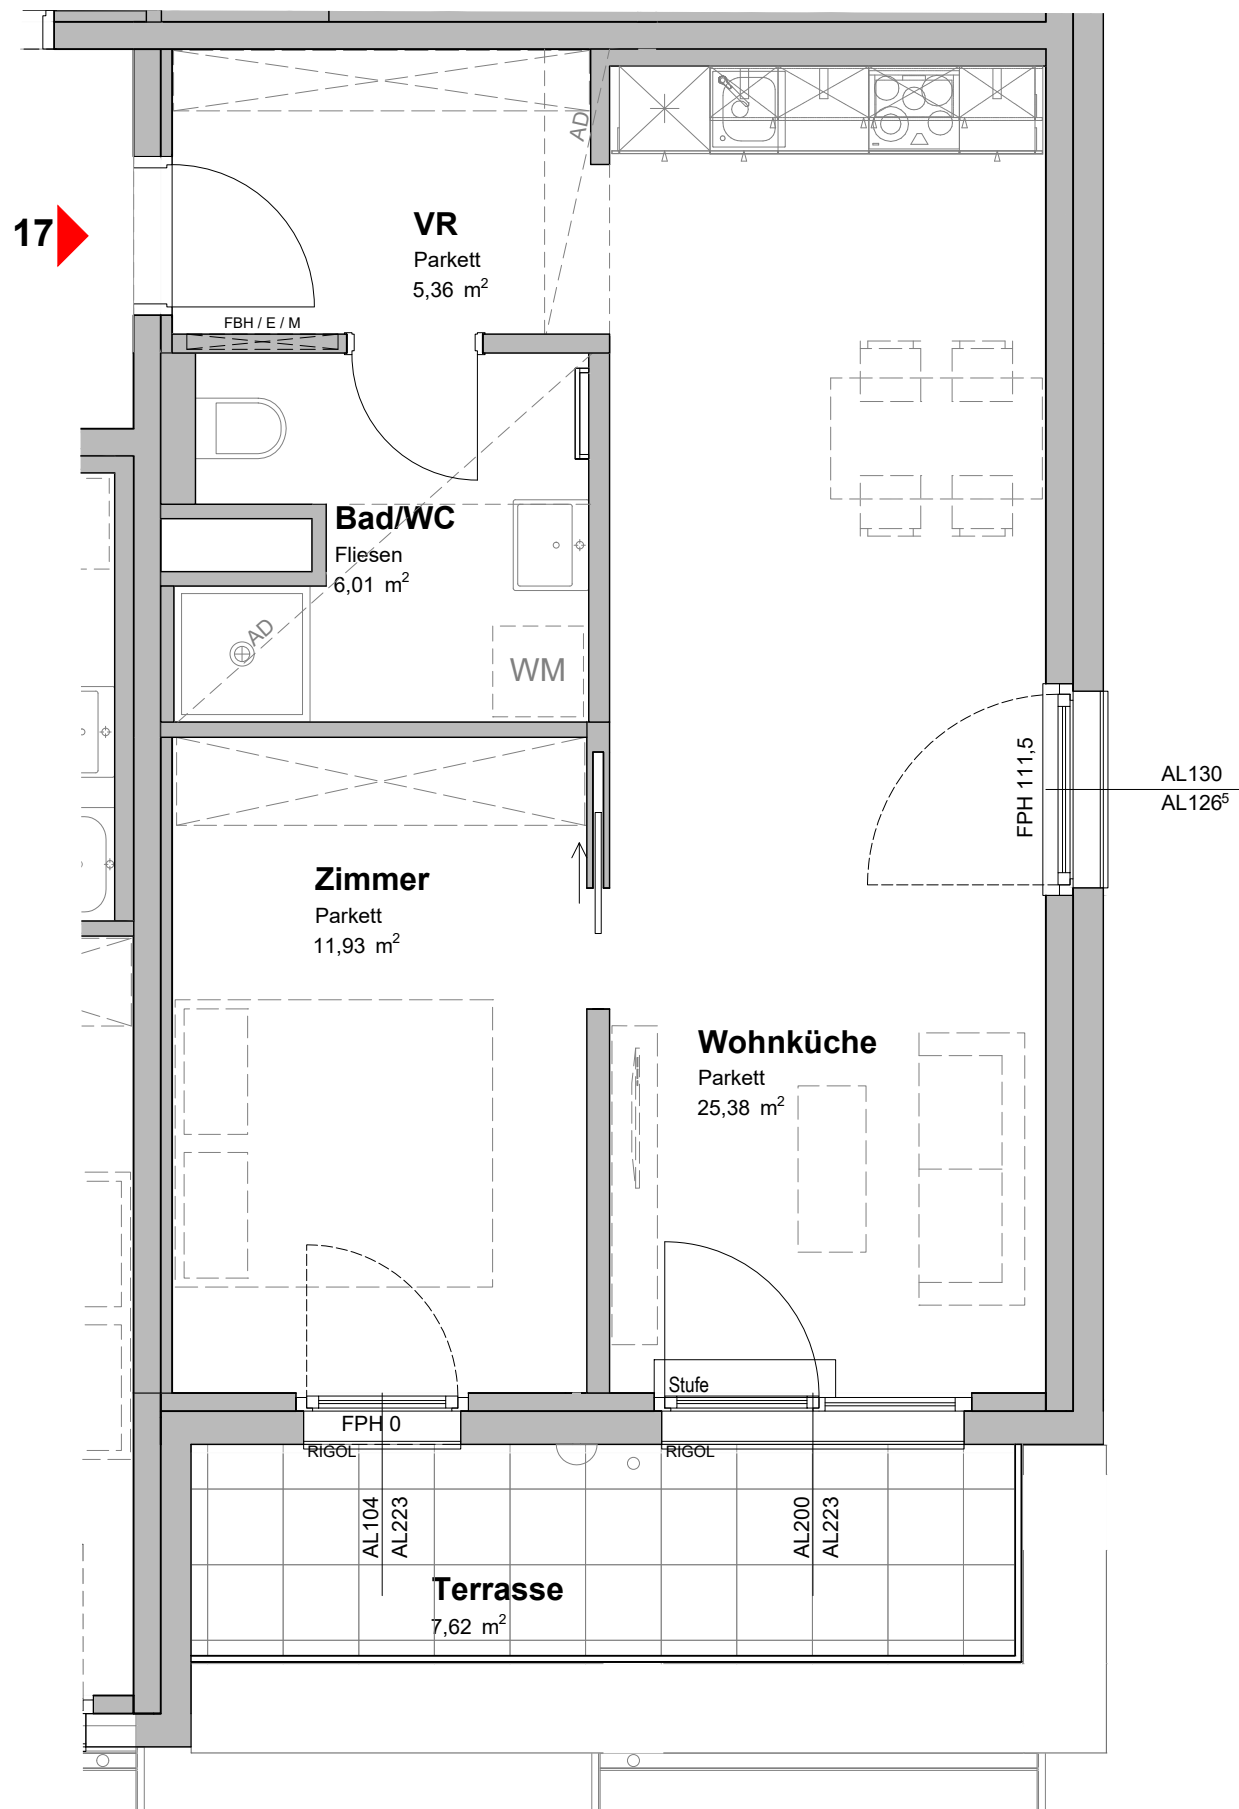 AD
17
VR
Parkett
5,36 m²
FBH / E / M
Bad/WC
Fliesen
6,01 m²
AD
WM
FPH 111,5
AL130
AL126⁵
Zimmer
Parkett
11,93 m²
Wohnküche
Parkett
25,38 m²
Stufe
FPH 0
RIGOL
RIGOL
AL104
AL223
AL200
AL223
Terrasse
7,62 m²